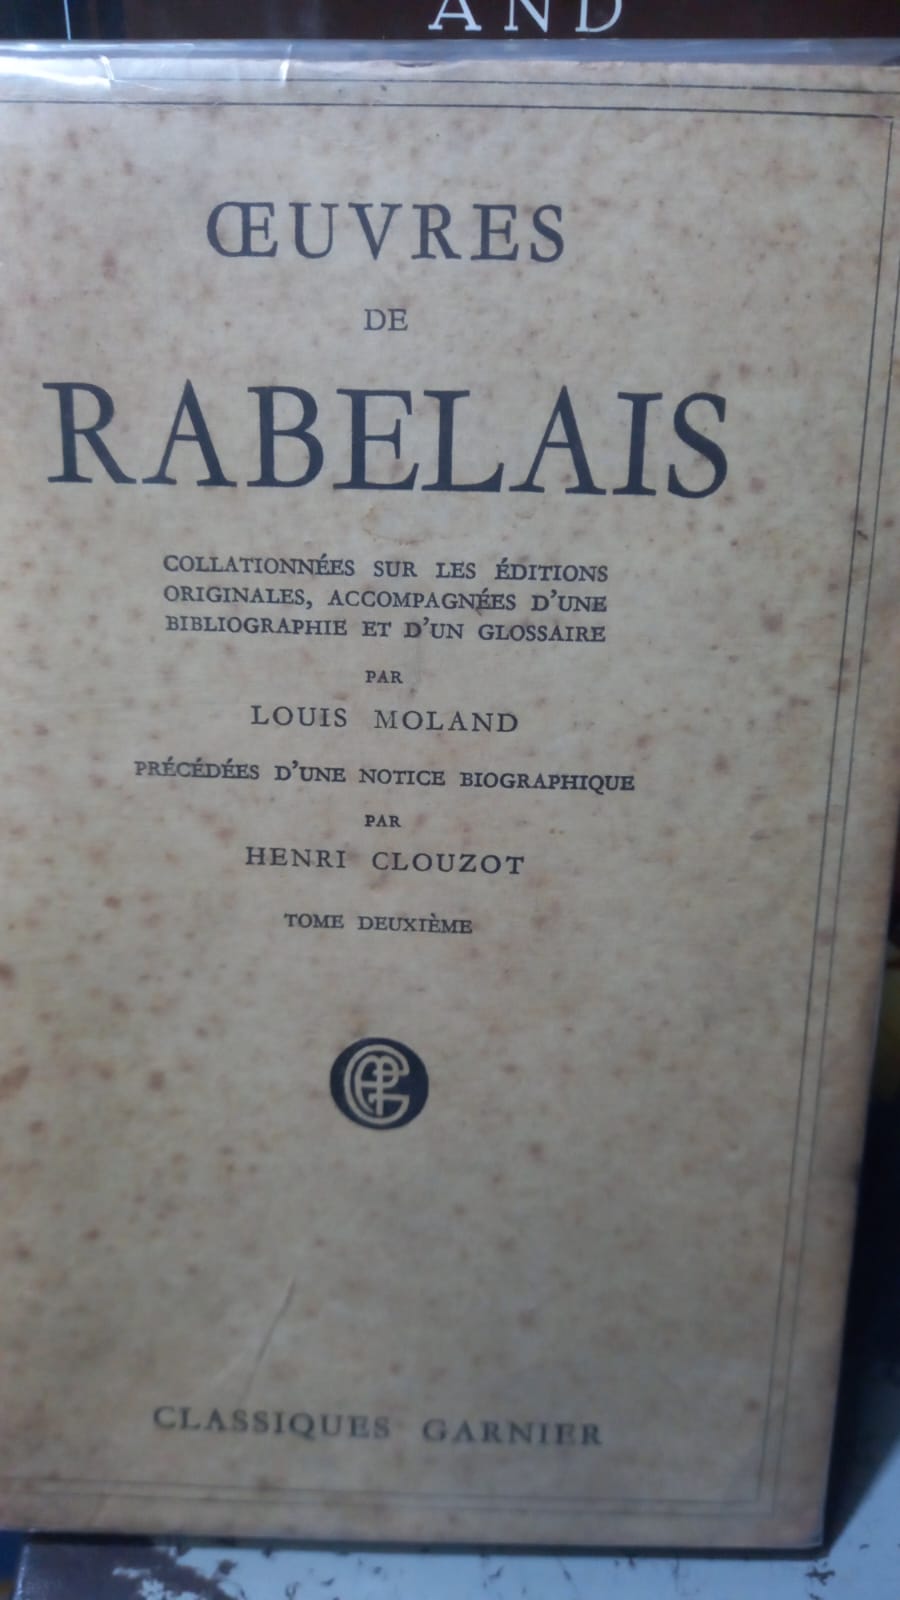 AND
ŒUVRES
DE
RABELAIS
COLLATIONNÉES SUR LES ÉDITIONS
ORIGINALES, ACCOMPAGNÉES D'UNE
BIBLIOGRAPHIE ET D'UN GLOSSAIRE
PAR
LOUIS MOLAND
PRÉCÉDÉES D'UNE NOTICE BIOGRAPHIQUE
PAR
HENRI CLOUZOT
TOME DEUXIÈME
CLASSIQUES GARNIER